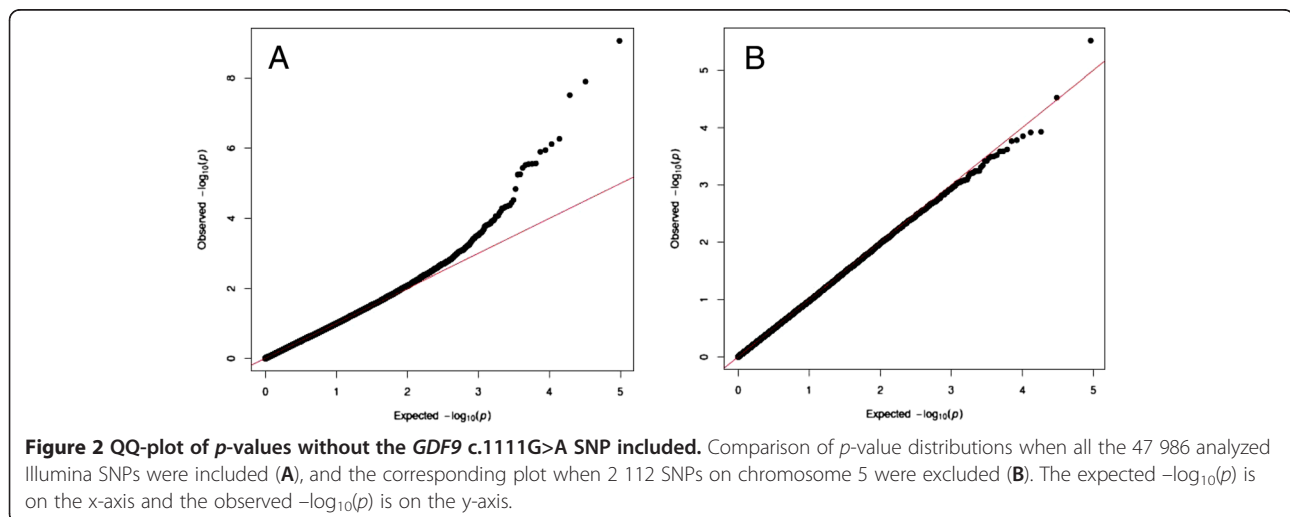 A
B
8
6
4
2
0
Observed −log10(p)
0 1 2 3 4 5
Expected −log10(p)
5
4
3
2
1
0
Observed −log10(p)
0 1 2 3 4 5
Expected −log10(p)
Figure 2 QQ-plot of p-values without the GDF9 c.1111G>A SNP included. Comparison of p-value distributions when all the 47 986 analyzed
Illumina SNPs were included (A), and the corresponding plot when 2 112 SNPs on chromosome 5 were excluded (B). The expected –log10(p) is
on the x-axis and the observed –log10(p) is on the y-axis.